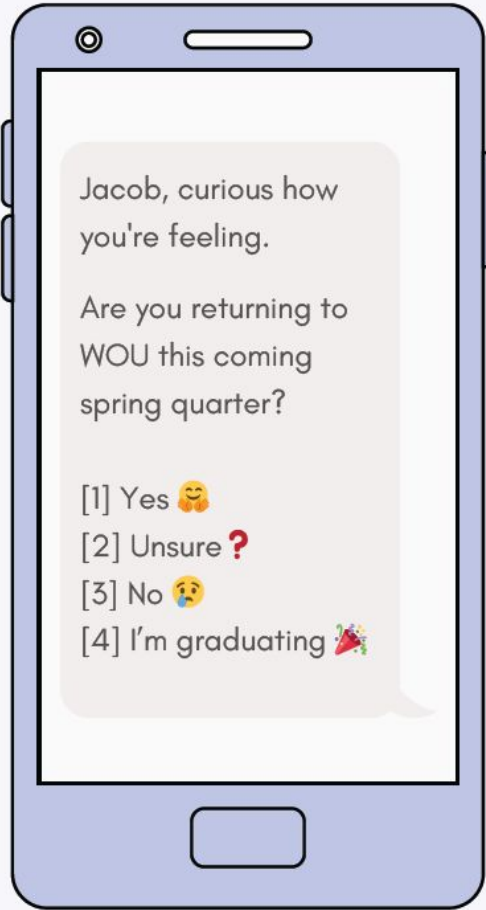 Jacob, curious how
you're feeling.
Are you returning to
WOU this coming
spring quarter?
[1] Yes 🤗
[2] Unsure ❓
[3] No 😢
[4] I’m graduating 🎉